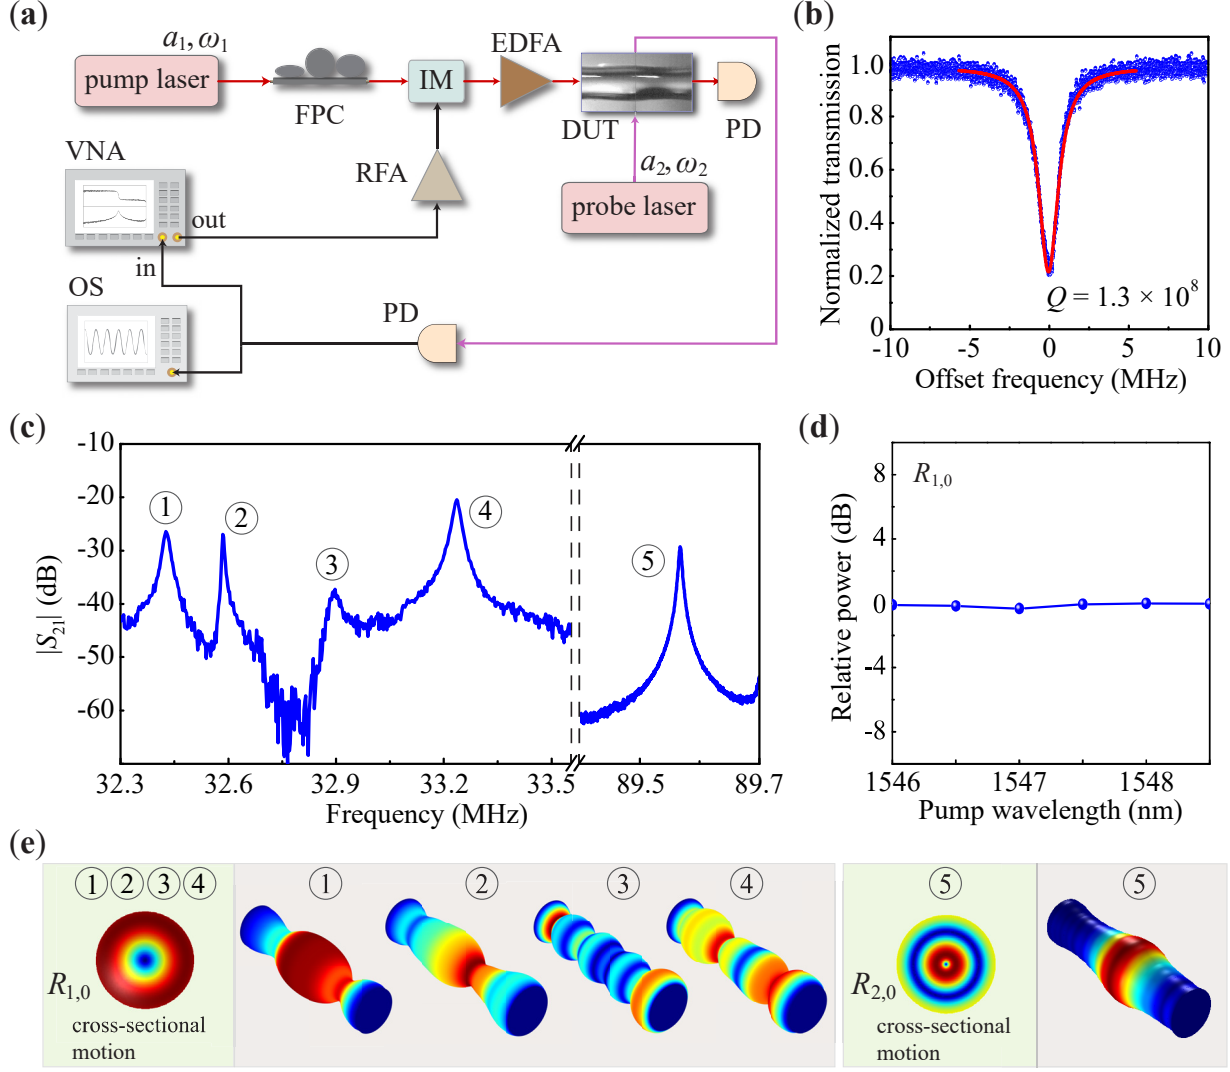 (a)
a₁, ω₁
pump laser
FPC
IM
EDFA
DUT
PD
VNA
RFA
a₂, ω₂
probe laser
out
in
OS
PD
(b)
Normalized transmission
1.0
0.8
0.6
0.4
0.2
0
-10
-5
0
5
10
Q = 1.3 × 10⁸
Offset frequency (MHz)
(c)
|S₂₁| (dB)
-10
-20
-30
-40
-50
-60
① ② ③ ④ ⑤
32.3 32.6 32.9 33.2 33.5 89.5 89.7
Frequency (MHz)
(d)
Relative power (dB)
8
4
0
-4
-8
R₁,₀
1546 1547 1548
Pump wavelength (nm)
(e)
① ② ③ ④
R₁,₀
cross-sectional
motion
① ② ③ ④
⑤
R₂,₀
cross-sectional
motion
⑤